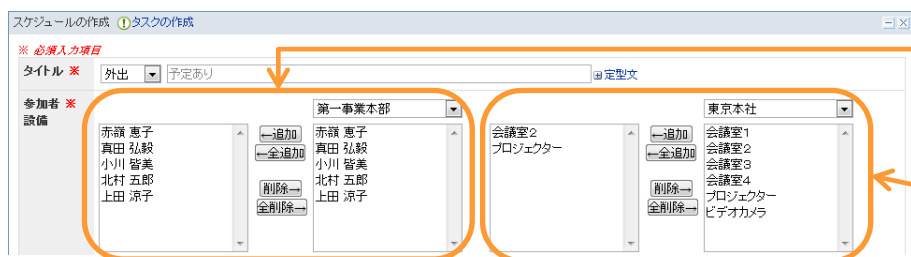 スケジュールの作成 タスクの作成
※ 必須入力項目
タイトル ※ 外出 予定あり 定型文
参加者 ※
設備
第一事業本部
東京本社
赤嶺 恵子
真田 弘毅
小川 皆美
北村 五郎
上田 涼子
←追加
←全追加
削除→
全削除→
赤嶺 恵子
真田 弘毅
小川 皆美
北村 五郎
上田 涼子
会議室2
プロジェクター
←追加
←全追加
削除→
全削除→
会議室1
会議室2
会議室3
会議室4
プロジェクター
ビデオカメラ